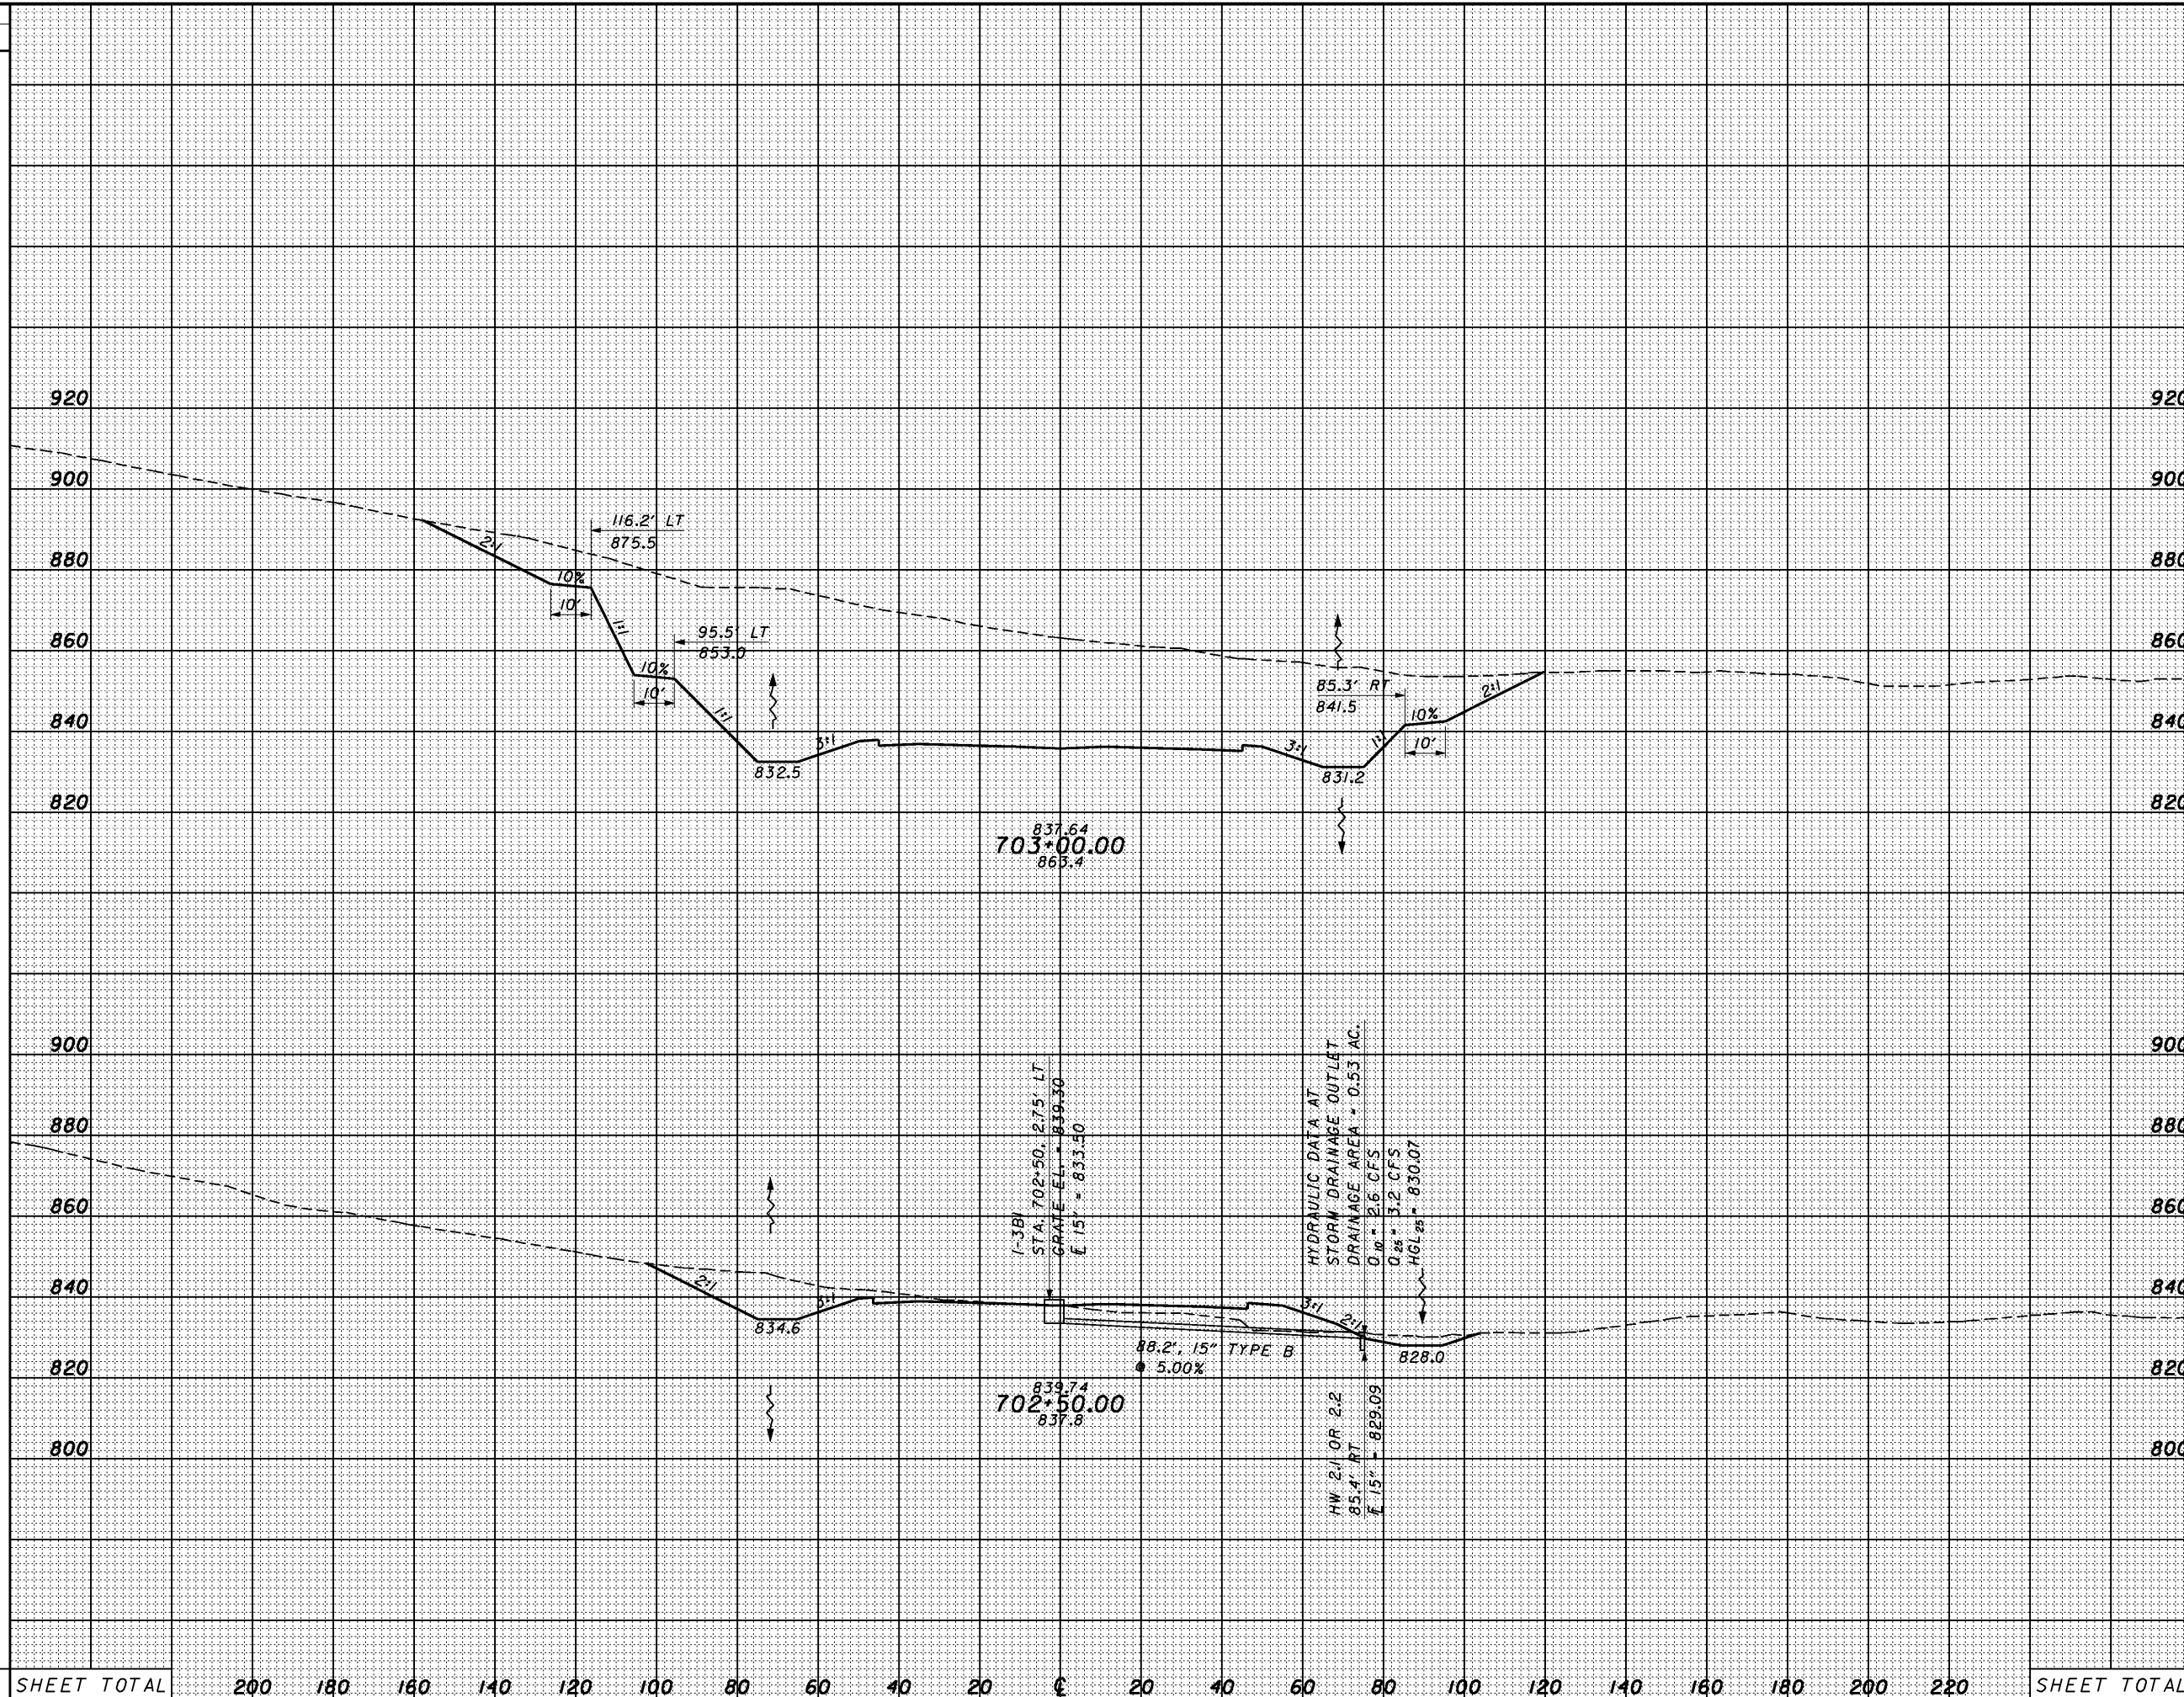 920 920
900 900
116.2' LT
875.5
2:1
880 880
10%
10'
1:1
95.5' LT
853.0
860 860
10%
10'
1:1
85.3' RT
841.5
2:1
10%
10'
1:1
840 840
3:1
3:1
832.5
831.2
820 820
837.64
703+00.00
863.4
900 900
1-3B1
STA. 702+50, 2.75' LT
GRATE EL. = 839.30
15" = 833.50
HYDRAULIC DATA AT
STORM DRAINAGE OUTLET
DRAINAGE AREA = 0.53 AC.
Q10 = 2.6 CFS
Q25 = 3.2 CFS
HGL25 = 830.07
880 880
860 860
840 840
2:1
3:1
3:1
2:1
834.6
88.2', 15" TYPE B
@ 5.00%
828.0
820 820
839.74
702+50.00
837.8
HW 2.1 OR 2.2
85.4' RT
15" = 829.09
800 800
SHEET TOTAL 200 180 160 140 120 100 80 60 40 20 ℄ 20 40 60 80 100 120 140 160 180 200 220 SHEET TOTAL